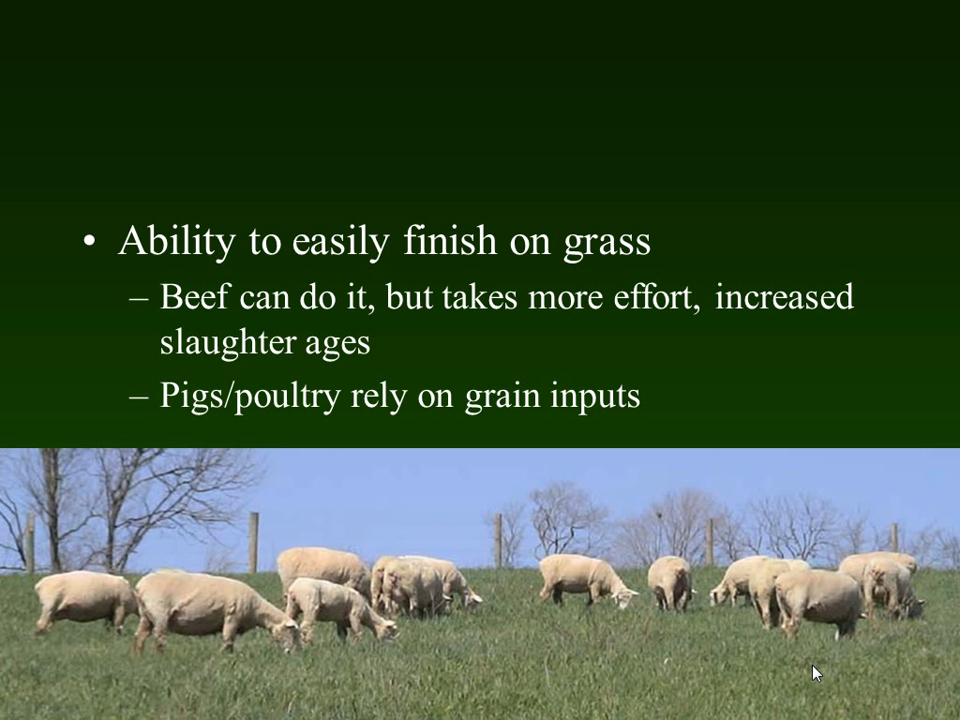 • Ability to easily finish on grass
– Beef can do it, but takes more effort, increased
slaughter ages
– Pigs/poultry rely on grain inputs